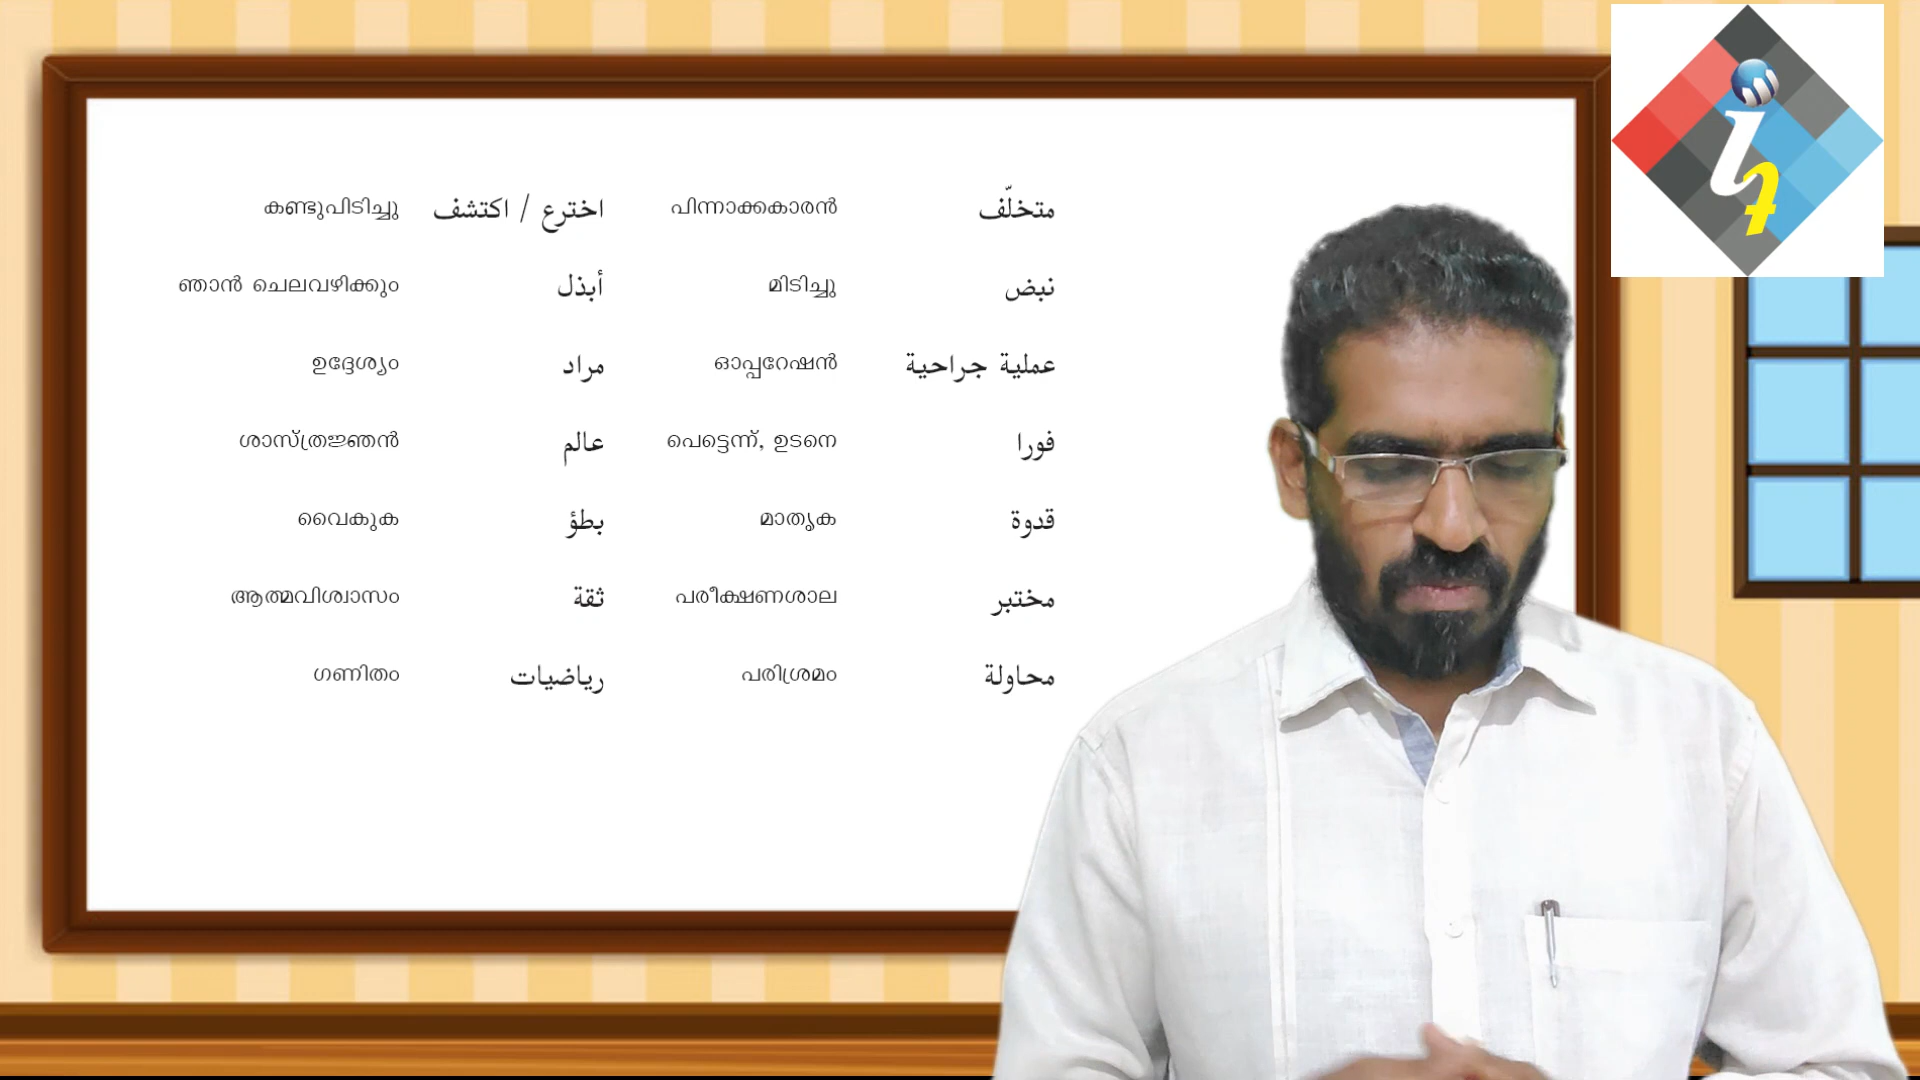 متخلّف പിന്നാക്കകാരൻ اخترع / اكتشف കണ്ടുപിടിച്ചു
نبض മിടിച്ചു أبذل ഞാൻ ചെലവഴിക്കും
عملية جراحية ഓപ്പറേഷൻ مراد ഉദ്ദേശ്യം
فورا പെട്ടെന്ന്, ഉടനെ عالم ശാസ്ത്രജ്ഞൻ
قدوة മാതൃക بطؤ വൈകുക
مختبر പരീക്ഷണശാല ثقة ആത്മവിശ്വാസം
محاولة പരിശ്രമം رياضيات ഗണിതം